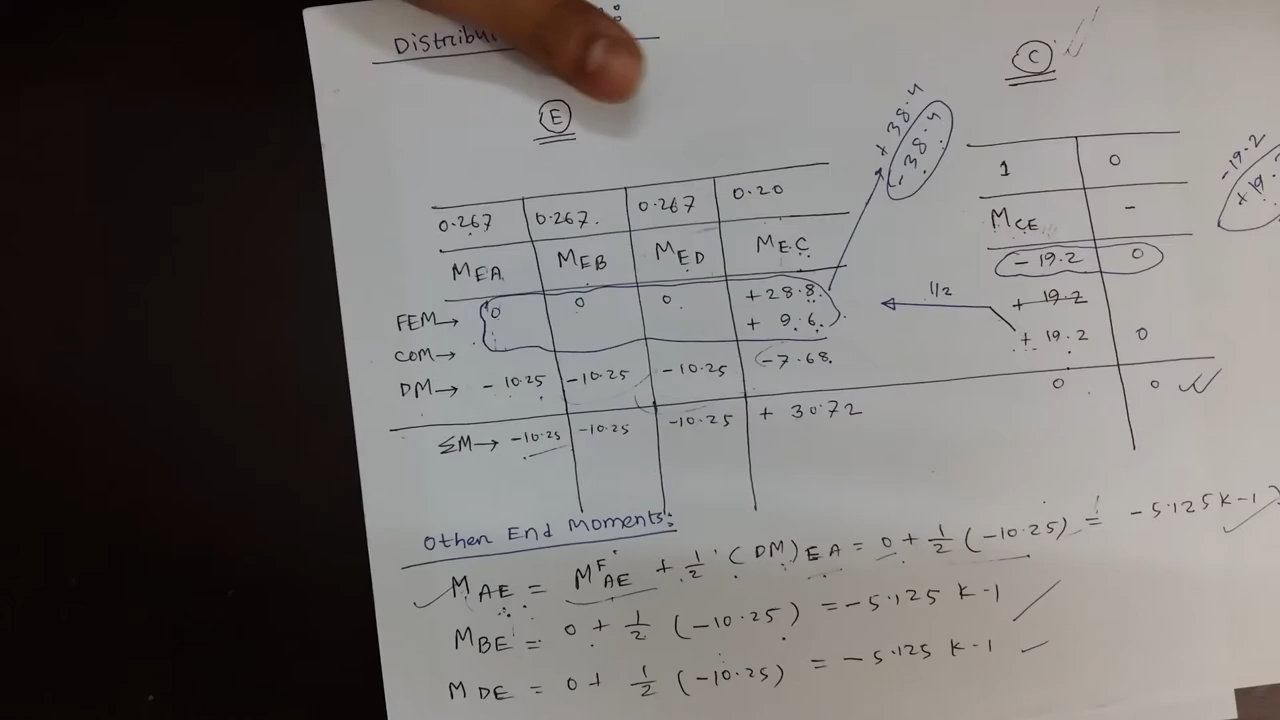 E
C
+ 38.4
- 38.4
-19.2
0.267 0.267. 0.267 0.20
1 0
MEA MEB MED MEC
MCE -
- 19.2 0
FEM→ 0 0 0 +28.8
+ 19.2
COM→ + 9.6
1/2
+ 19.2 0
DM→ - 10.25 -10.25 -10.25 -7.68
0 0
ΣM→ -10.25 -10.25 -10.25 + 30.72
Other End Moments:
MAE = M^F AE + 1/2 (DM)EA = 0 + 1/2 (-10.25) = -5.125 K-1
MBE = 0 + 1/2 (-10.25) = -5.125 K-1
MDE = 0 + 1/2 (-10.25) = -5.125 K-1